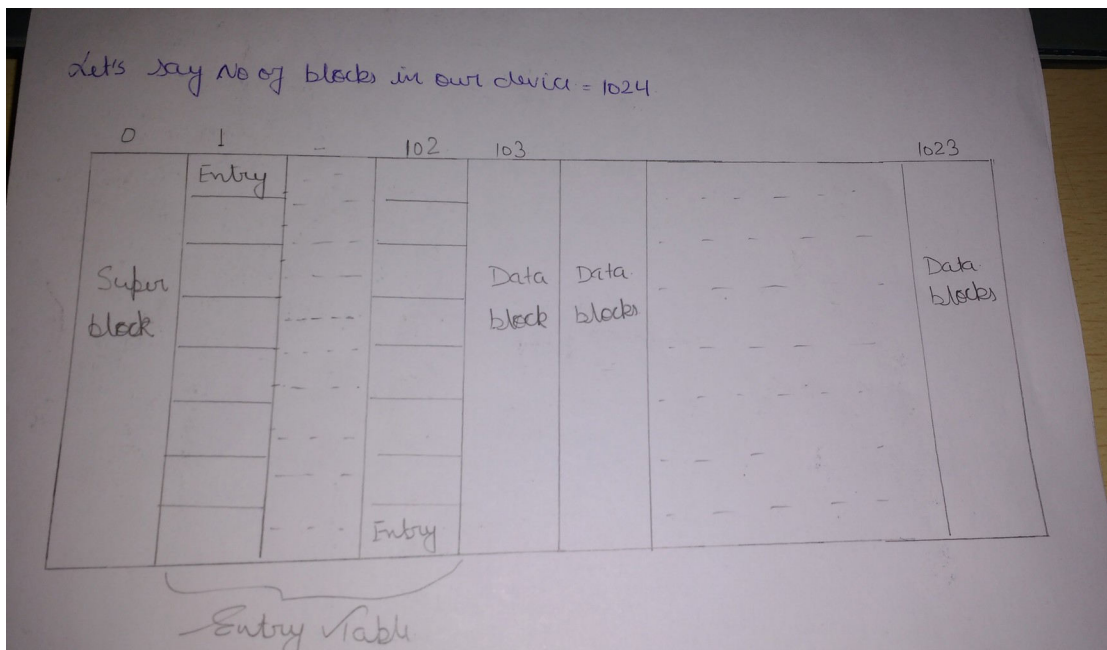 Let's say No of blocks in our device = 1024
0 1 - 102 103 1023
Entry
Super
block
Data
block
Data
blocks
Data
blocks
Entry
Entry Table